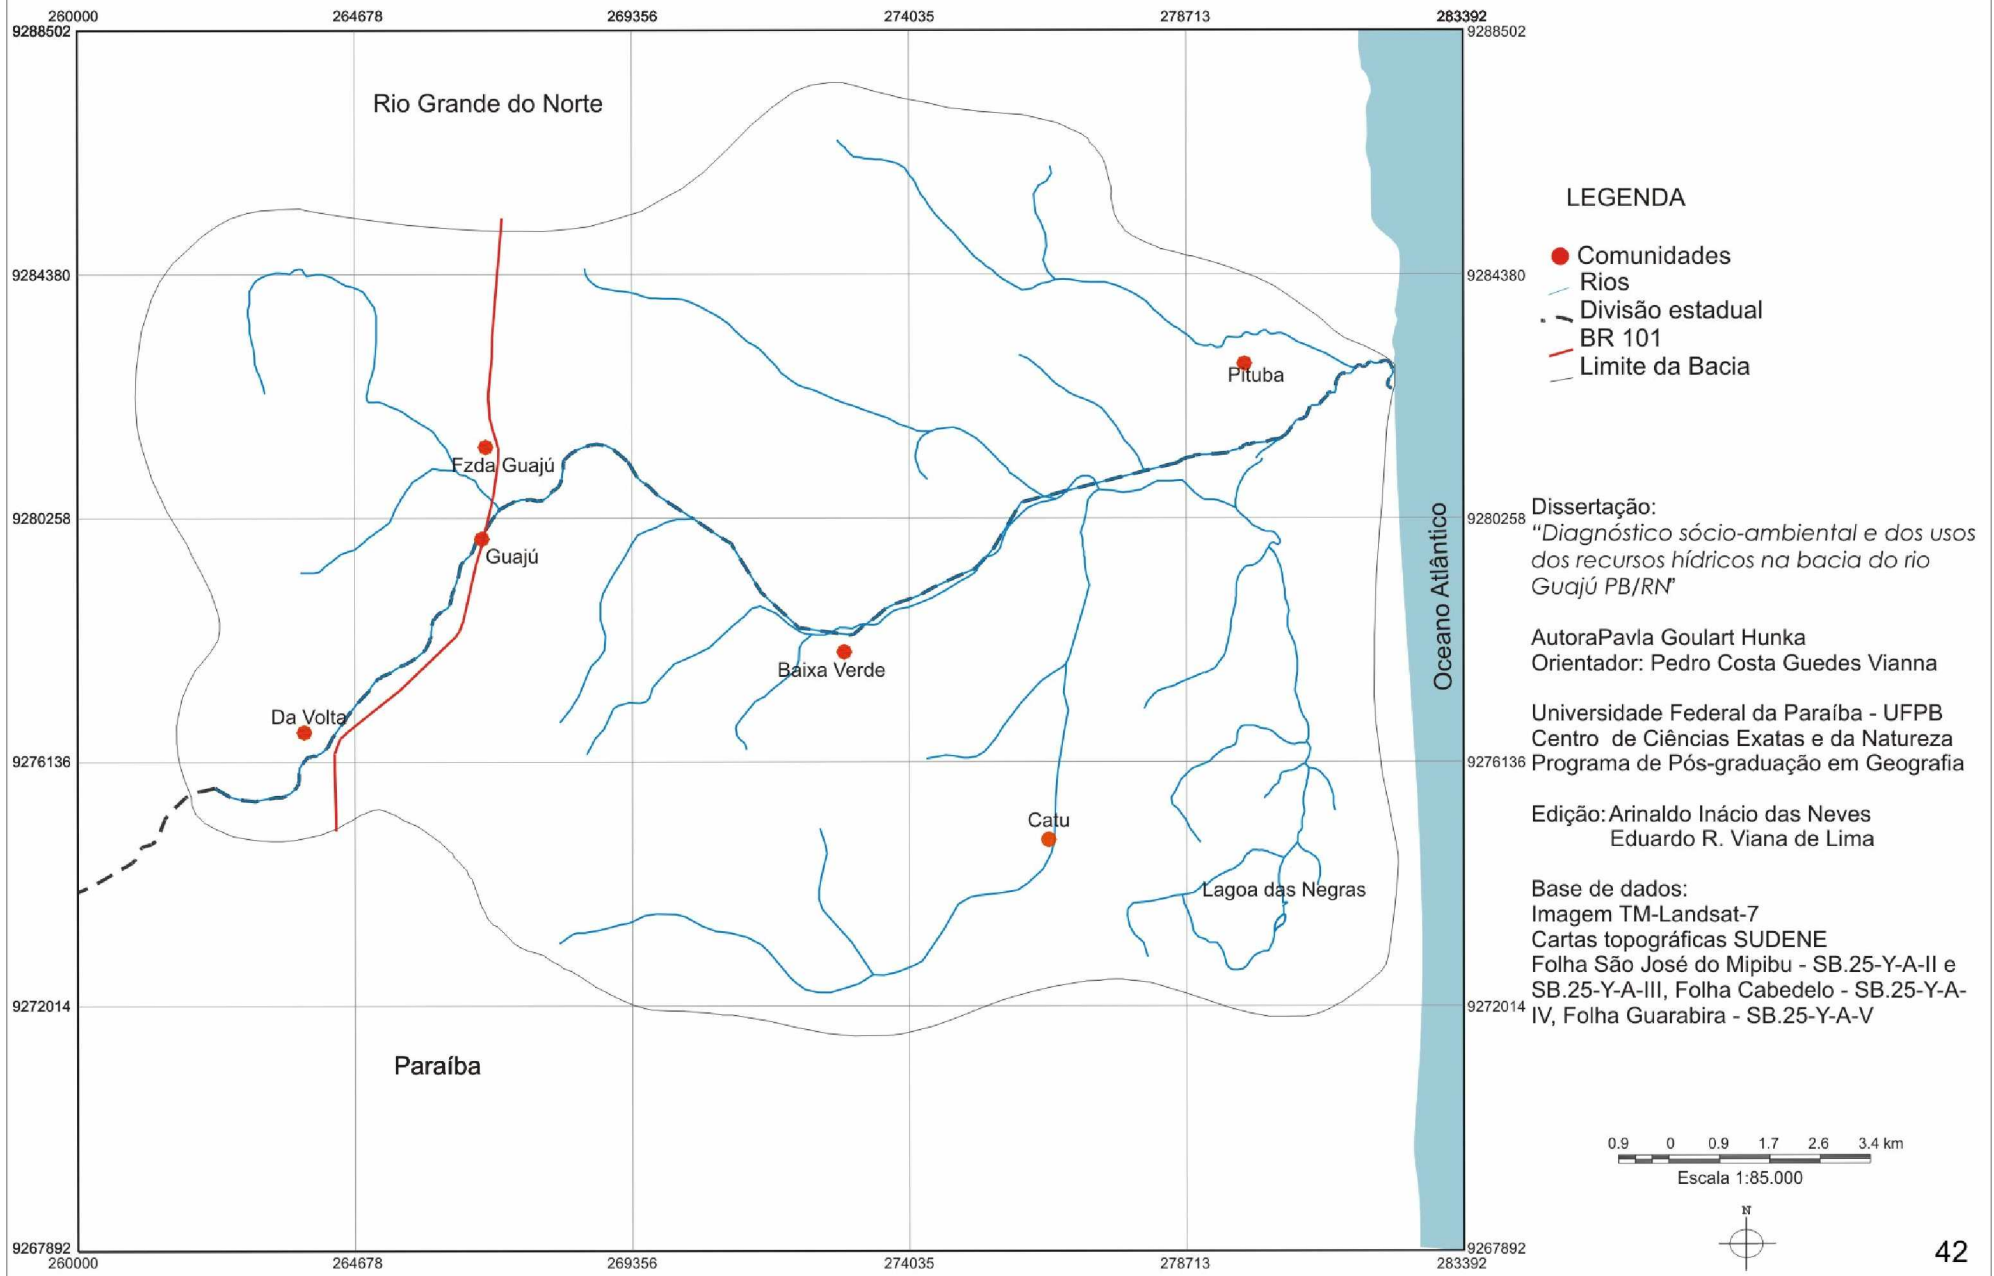 260000 264678 269356 274035 278713 283392
9288502 9288502
Rio Grande do Norte
LEGENDA
Comunidades
Rios
Divisão estadual
BR 101
Limite da Bacia
9284380 9284380
Pituba
Fzda Guajú
9280258 9280258
Guajú
Baixa Verde
Da Volta
9276136 9276136
Catu
Lagoa das Negras
Oceano Atlântico
9272014 9272014
Paraíba
9267892 9267892
260000 264678 269356 274035 278713 283392
Dissertação:
“Diagnóstico sócio-ambiental e dos usos
dos recursos hídricos na bacia do rio
Guajú PB/RN”
AutoraPavla Goulart Hunka
Orientador: Pedro Costa Guedes Vianna
Universidade Federal da Paraíba - UFPB
Centro de Ciências Exatas e da Natureza
Programa de Pós-graduação em Geografia
Edição: Arinaldo Inácio das Neves
Eduardo R. Viana de Lima
Base de dados:
Imagem TM-Landsat-7
Cartas topográficas SUDENE
Folha São José do Mipibu - SB.25-Y-A-II e
SB.25-Y-A-III, Folha Cabedelo - SB.25-Y-A-
IV, Folha Guarabira - SB.25-Y-A-V
0.9 0 0.9 1.7 2.6 3.4 km
Escala 1:85.000
N
42